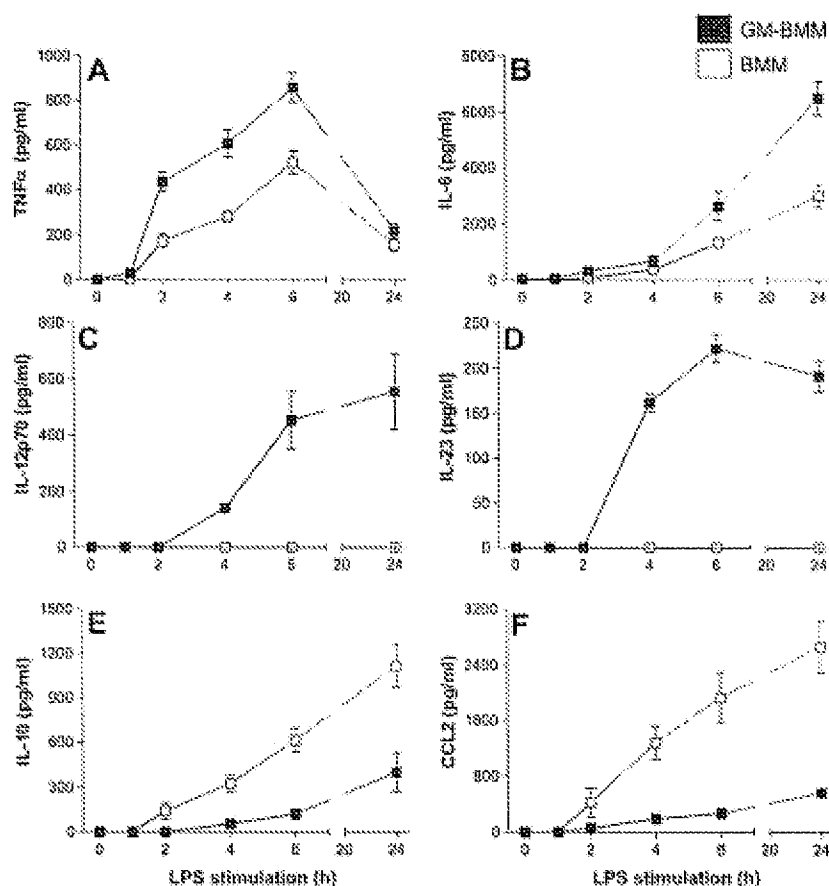 GM-BMM
BMM
A
TNFα (pg/ml)
1000
800
600
400
200
0
0 2 4 6 20 24
B
IL-6 (pg/ml)
6000
3000
0
0 2 4 6 20 24
C
IL-12p70 (pg/ml)
800
600
400
200
0
0 2 4 6 20 24
D
IL-23 (pg/ml)
250
200
150
100
50
0
0 2 4 6 20 24
E
IL-10 (pg/ml)
1500
1200
900
600
300
0
0 2 4 6 20 24
LPS stimulation (h)
F
CCL2 (pg/ml)
3200
2400
1600
800
0
0 2 4 6 20 24
LPS stimulation (h)